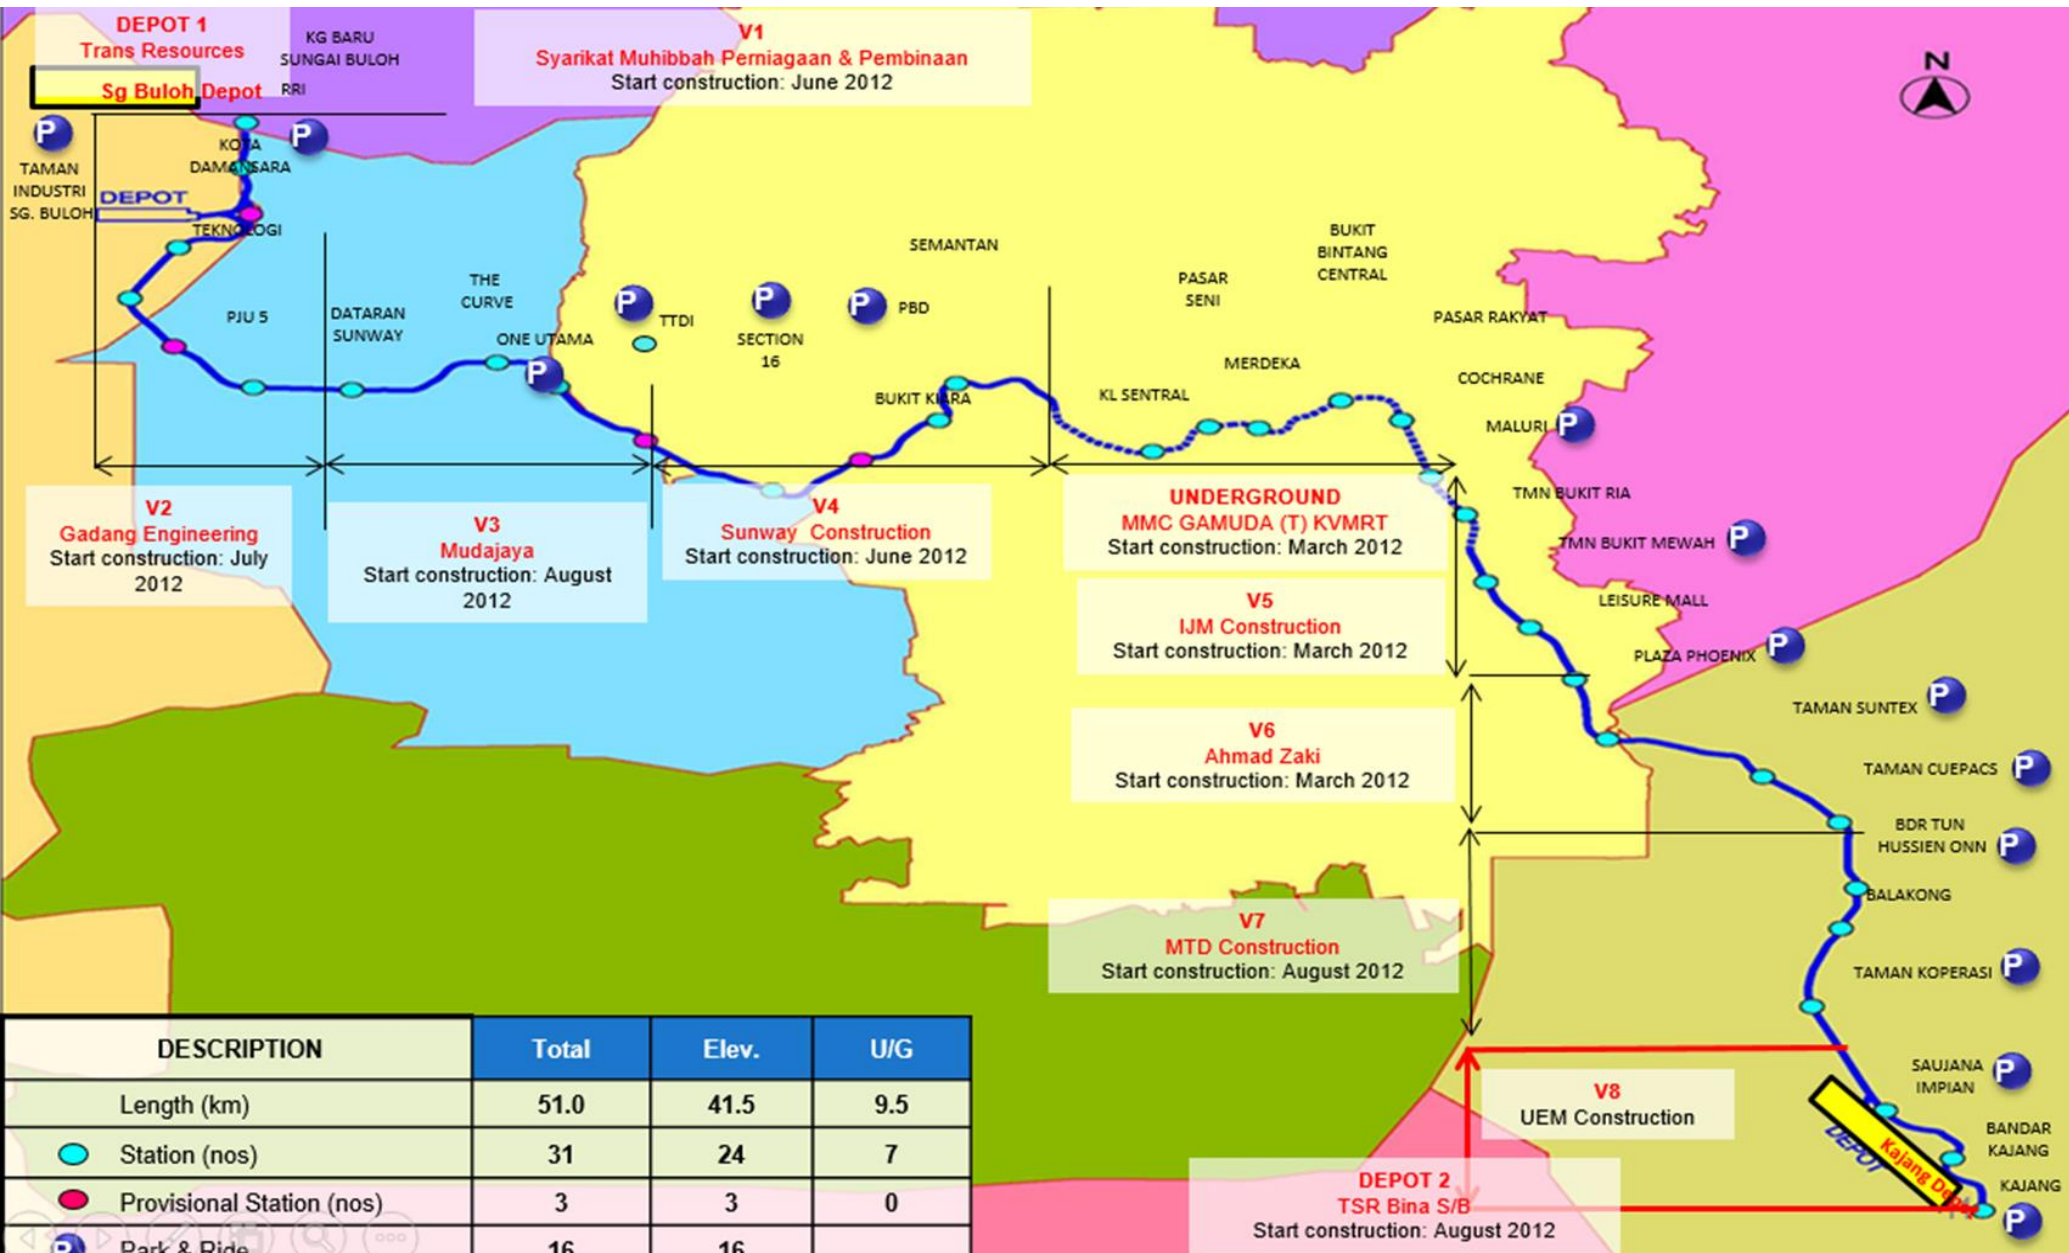 DEPOT 1
Trans Resources
Sg Buloh Depot
KG BARU
SUNGAI BULOH
RRI
V1
Syarikat Muhibbah Perniagaan & Pembinaan
Start construction: June 2012
N
P
P
TAMAN
INDUSTRI
SG. BULOH
KOTA
DAMANSARA
DEPOT
TEKNOLOGI
PJU 5
DATARAN
SUNWAY
THE
CURVE
ONE UTAMA
P
P
TTDI
P
SECTION
16
P
PBD
SEMANTAN
BUKIT KIARA
PASAR
SENI
BUKIT
BINTANG
CENTRAL
PASAR RAKYAT
MERDEKA
KL SENTRAL
COCHRANE
MALURI
P
TMN BUKIT RIA
TMN BUKIT MEWAH
P
LEISURE MALL
PLAZA PHOENIX
P
TAMAN SUNTEX
P
TAMAN CUEPACS
P
BDR TUN
HUSSIEN ONN
P
BALAKONG
TAMAN KOPERASI
P
SAUJANA
IMPIAN
P
BANDAR
KAJANG
KAJANG
P
V2
Gadang Engineering
Start construction: July
2012
V3
Mudajaya
Start construction: August
2012
V4
Sunway Construction
Start construction: June 2012
UNDERGROUND
MMC GAMUDA (T) KVMRT
Start construction: March 2012
V5
IJM Construction
Start construction: March 2012
V6
Ahmad Zaki
Start construction: March 2012
V7
MTD Construction
Start construction: August 2012
V8
UEM Construction
DEPOT
Kajang Depot
DEPOT 2
TSR Bina S/B
Start construction: August 2012
DESCRIPTION Total Elev. U/G
Length (km) 51.0 41.5 9.5
Station (nos) 31 24 7
Provisional Station (nos) 3 3 0
P Park & Ride 16 16